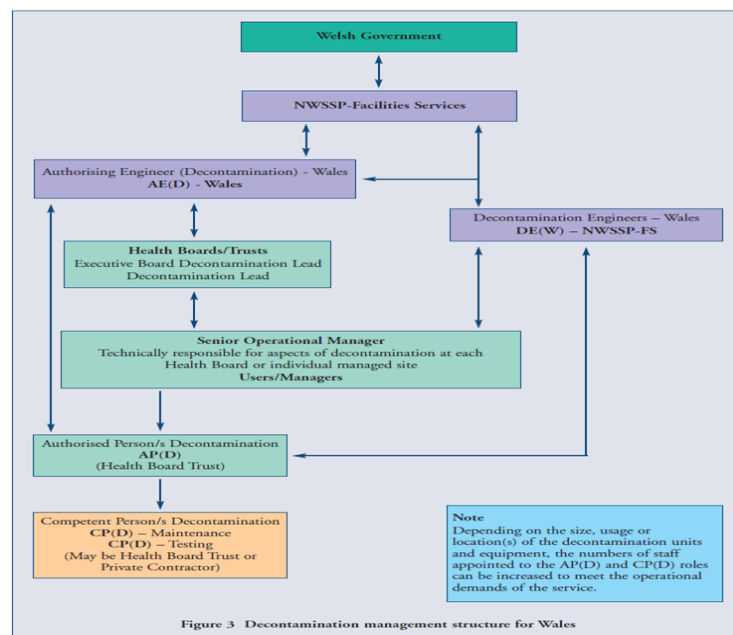 Welsh Government
NWSSP-Facilities Services
Authorising Engineer (Decontamination) - Wales
AE(D) - Wales
Decontamination Engineers – Wales
DE(W) – NWSSP-FS
Health Boards/Trusts
Executive Board Decontamination Lead
Decontamination Lead
Senior Operational Manager
Technically responsible for aspects of decontamination at each
Health Board or individual managed site
Users/Managers
Authorised Person/s Decontamination
AP(D)
(Health Board Trust)
Competent Person/s Decontamination
CP(D) – Maintenance
CP(D) – Testing
(May be Health Board Trust or
Private Contractor)
Note
Depending on the size, usage or
location(s) of the decontamination units
and equipment, the numbers of staff
appointed to the AP(D) and CP(D) roles
can be increased to meet the operational
demands of the service.
Figure 3 Decontamination management structure for Wales